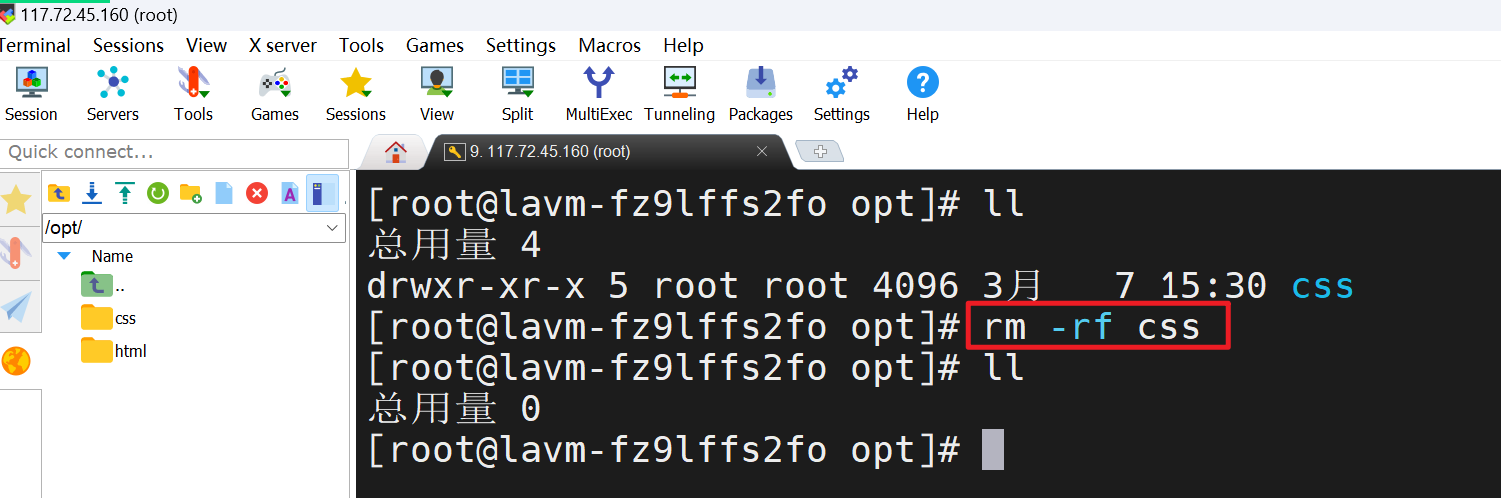 117.72.45.160 (root)
Terminal Sessions View X server Tools Games Settings Macros Help
Session Servers Tools Games Sessions View Split MultiExec Tunneling Packages Settings Help
Quick connect...
9. 117.72.45.160 (root)
/opt/
Name
..
css
html
[root@lavm-fz9lffs2fo opt]# ll
总用量 4
drwxr-xr-x 5 root root 4096 3月   7 15:30 css
[root@lavm-fz9lffs2fo opt]# rm -rf css
[root@lavm-fz9lffs2fo opt]# ll
总用量 0
[root@lavm-fz9lffs2fo opt]#